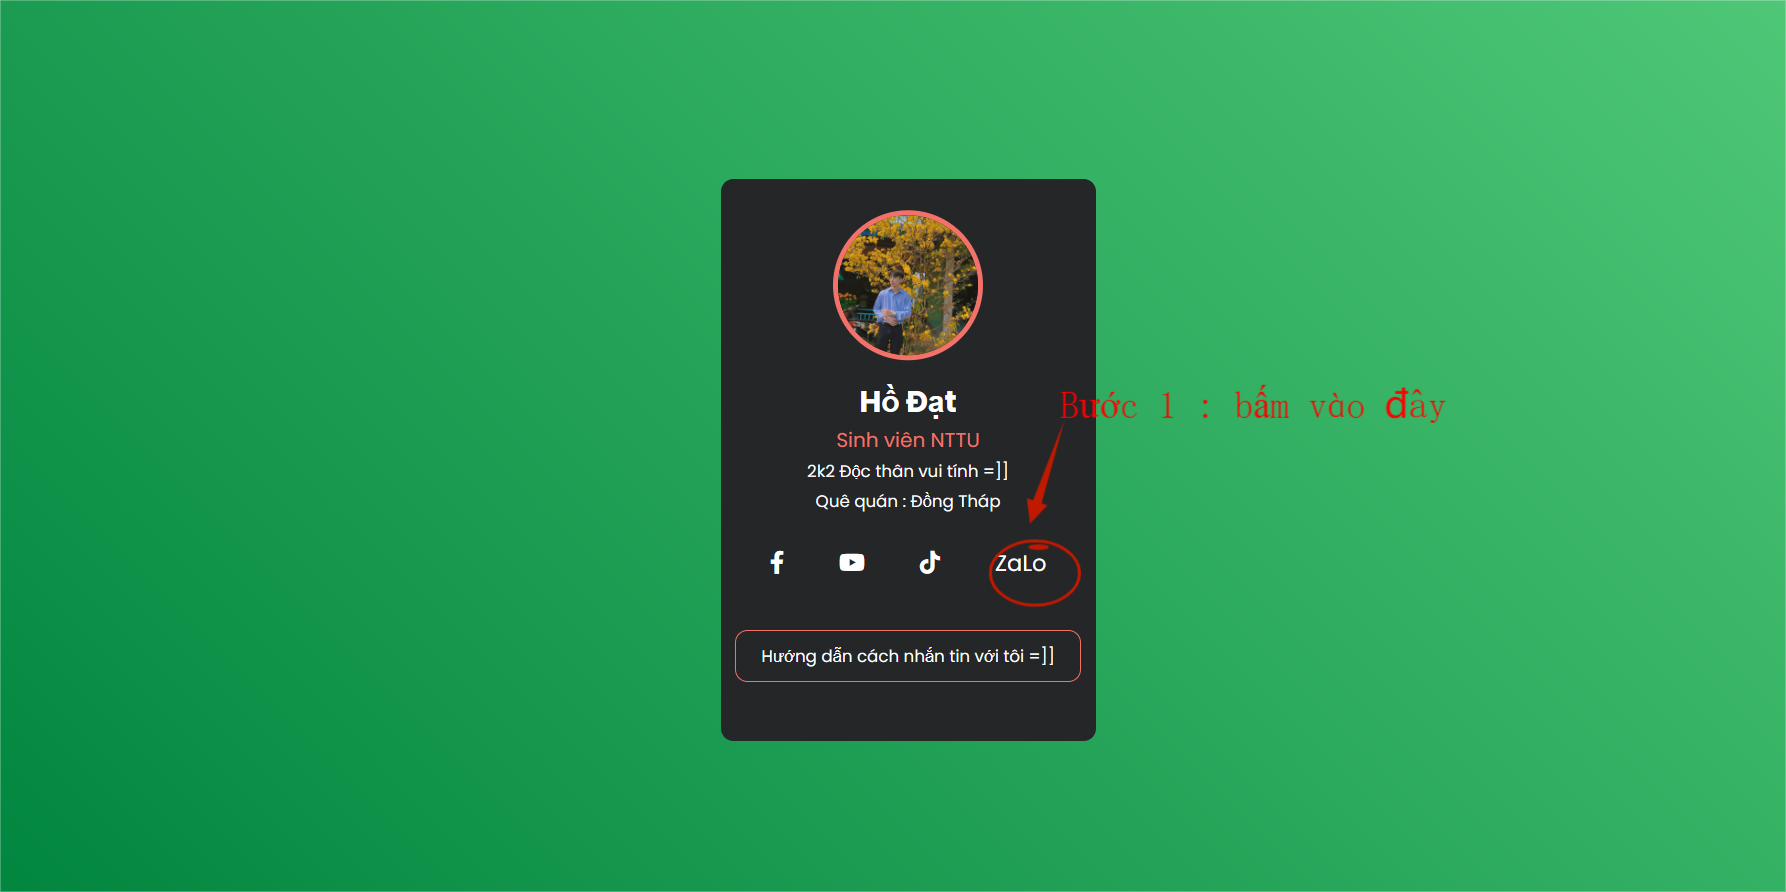 Hồ Đạt
Bước 1 : bấm vào đây
Sinh viên NTTU
2k2 Độc thân vui tính =]]
Quê quán : Đồng Tháp
ZaLo
Hướng dẫn cách nhắn tin với tôi =]]